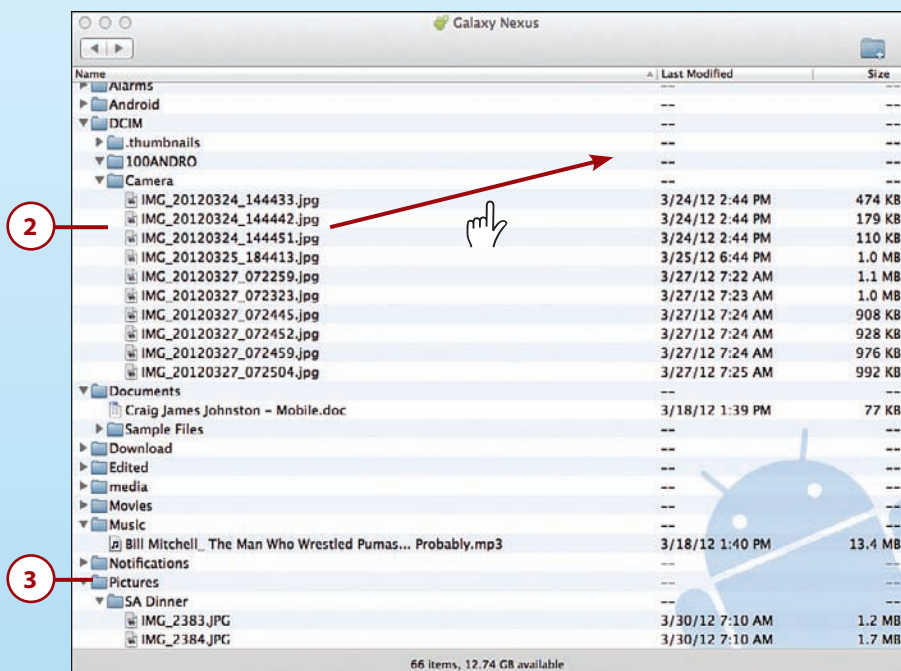 Galaxy Nexus
Name Last Modified Size
Alarms -- --
Android -- --
DCIM -- --
.thumbnails -- --
100ANDRO -- --
Camera -- --
IMG_20120324_144433.jpg 3/24/12 2:44 PM 474 KB
2 IMG_20120324_144442.jpg 3/24/12 2:44 PM 179 KB
IMG_20120324_144451.jpg 3/24/12 2:44 PM 110 KB
IMG_20120325_184413.jpg 3/25/12 6:44 PM 1.0 MB
IMG_20120327_072259.jpg 3/27/12 7:22 AM 1.1 MB
IMG_20120327_072323.jpg 3/27/12 7:23 AM 1.0 MB
IMG_20120327_072445.jpg 3/27/12 7:24 AM 908 KB
IMG_20120327_072452.jpg 3/27/12 7:24 AM 928 KB
IMG_20120327_072459.jpg 3/27/12 7:24 AM 976 KB
IMG_20120327_072504.jpg 3/27/12 7:25 AM 992 KB
Documents -- --
Craig James Johnston - Mobile.doc 3/18/12 1:39 PM 77 KB
Sample Files -- --
Download -- --
Edited -- --
media -- --
Movies -- --
Music -- --
Bill Mitchell_ The Man Who Wrestled Pumas... Probably.mp3 3/18/12 1:40 PM 13.4 MB
Notifications -- --
3 Pictures -- --
SA Dinner -- --
IMG_2383.JPG 3/30/12 7:10 AM 1.2 MB
IMG_2384.JPG 3/30/12 7:10 AM 1.7 MB
66 items, 12.74 GB available